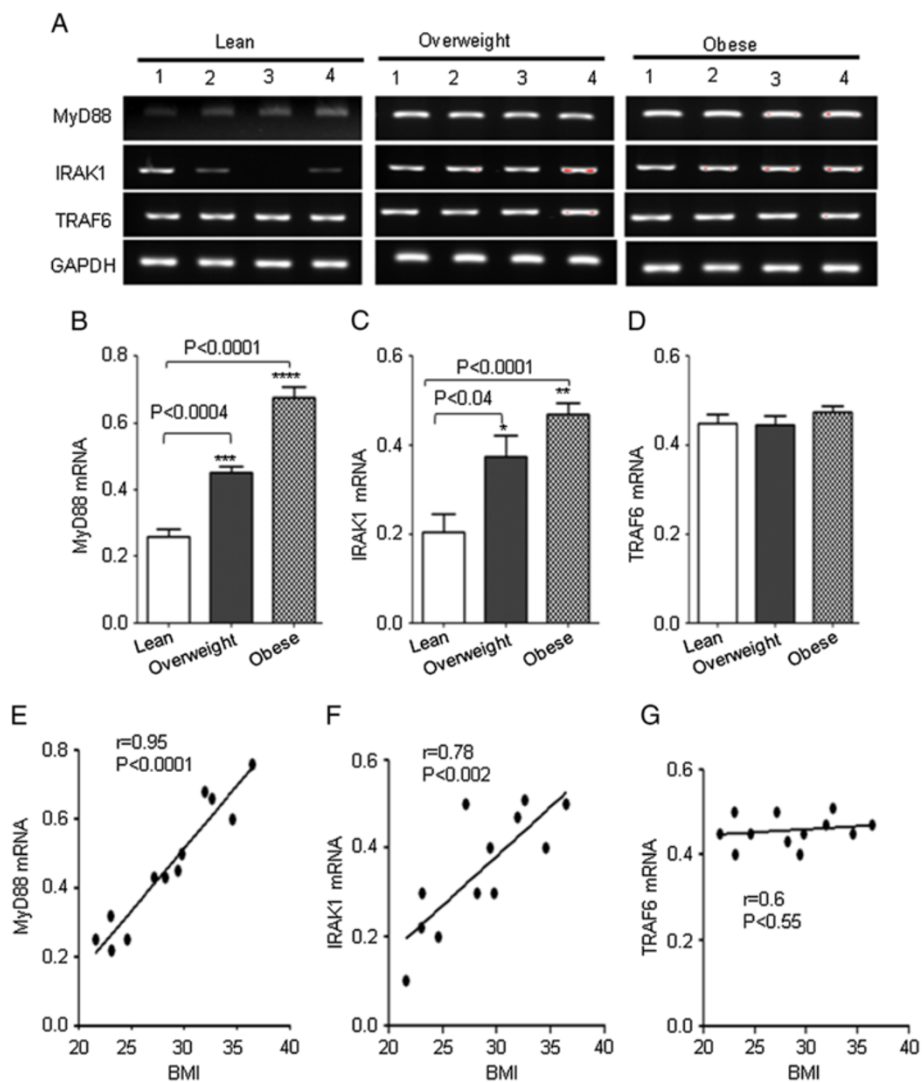 A
Lean Overweight Obese
1 2 3 4 1 2 3 4 1 2 3 4
MyD88
IRAK1
TRAF6
GAPDH
B
MyD88 mRNA
0.8
0.6
0.4
0.2
0.0
P<0.0001
P<0.0004
***
****
Lean Overweight Obese
C
IRAK1 mRNA
0.6
0.4
0.2
0.0
P<0.0001
P<0.04
*
**
Lean Overweight Obese
D
TRAF6 mRNA
0.6
0.4
0.2
0.0
Lean Overweight Obese
E
MyD88 mRNA
r=0.95
P<0.0001
0.8
0.6
0.4
0.2
0.0
20 25 30 35 40
BMI
F
IRAK1 mRNA
r=0.78
P<0.002
0.6
0.4
0.2
0.0
20 25 30 35 40
BMI
G
TRAF6 mRNA
0.6
0.4
0.2
0.0
r=0.6
P<0.55
20 25 30 35 40
BMI